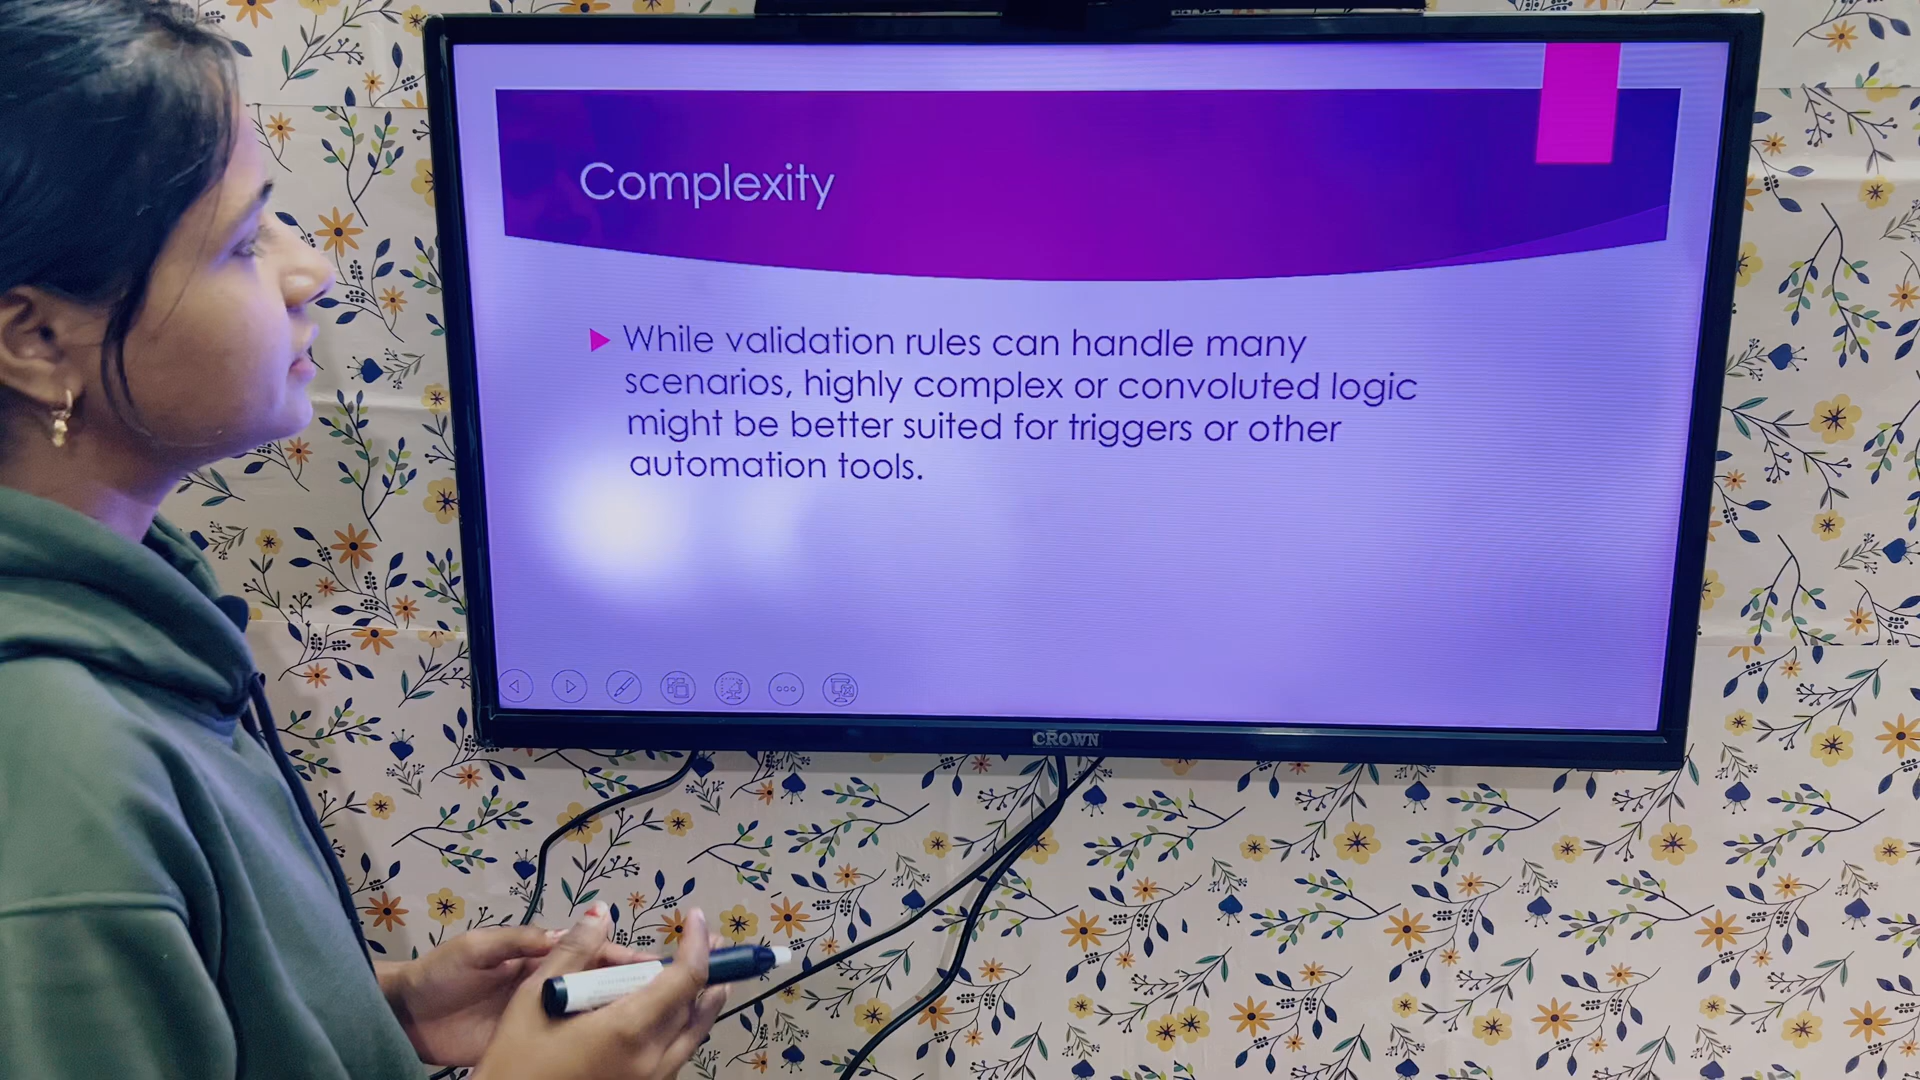 Complexity
While validation rules can handle many
scenarios, highly complex or convoluted logic
might be better suited for triggers or other
automation tools.
CROWN